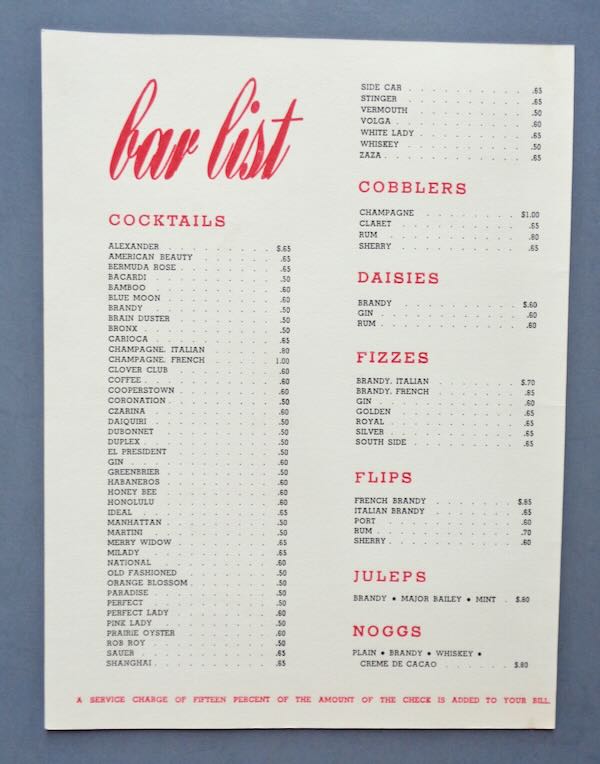 bar list
COCKTAILS
ALEXANDER $.65
AMERICAN BEAUTY .65
BERMUDA ROSE .65
BACARDI .50
BAMBOO .60
BLUE MOON .60
BRANDY .50
BRAIN DUSTER .50
BRONX .50
CARIOCA .65
CHAMPAGNE, ITALIAN .80
CHAMPAGNE, FRENCH 1.00
CLOVER CLUB .60
COFFEE .60
COOPERSTOWN .60
CORONATION .50
CZARINA .60
DAIQUIRI .50
DUBONNET .50
DUPLEX .50
EL PRESIDENT .50
GIN .60
GREENBRIER .50
HABANEROS .60
HONEY BEE .60
HONOLULU .60
IDEAL .65
MANHATTAN .50
MARTINI .50
MERRY WIDOW .65
MILADY .65
NATIONAL .60
OLD FASHIONED .50
ORANGE BLOSSOM .50
PARADISE .50
PERFECT .50
PERFECT LADY .60
PINK LADY .50
PRAIRIE OYSTER .60
ROB ROY .50
SAUER .65
SHANGHAI .65
SIDE CAR .65
STINGER .65
VERMOUTH .50
VOLGA .60
WHITE LADY .65
WHISKEY .50
ZAZA .65
COBBLERS
CHAMPAGNE $1.00
CLARET .65
RUM .80
SHERRY .65
DAISIES
BRANDY $.60
GIN .60
RUM .60
FIZZES
BRANDY, ITALIAN $.70
BRANDY, FRENCH .85
GIN .60
GOLDEN .65
ROYAL .65
SILVER .65
SOUTH SIDE .65
FLIPS
FRENCH BRANDY $.85
ITALIAN BRANDY .65
PORT .60
RUM .70
SHERRY .60
JULEPS
BRANDY • MAJOR BAILEY • MINT $.60
NOGGS
PLAIN • BRANDY • WHISKEY •
CREME DE CACAO $.80
A SERVICE CHARGE OF FIFTEEN PERCENT OF THE AMOUNT OF THE CHECK IS ADDED TO YOUR BILL.